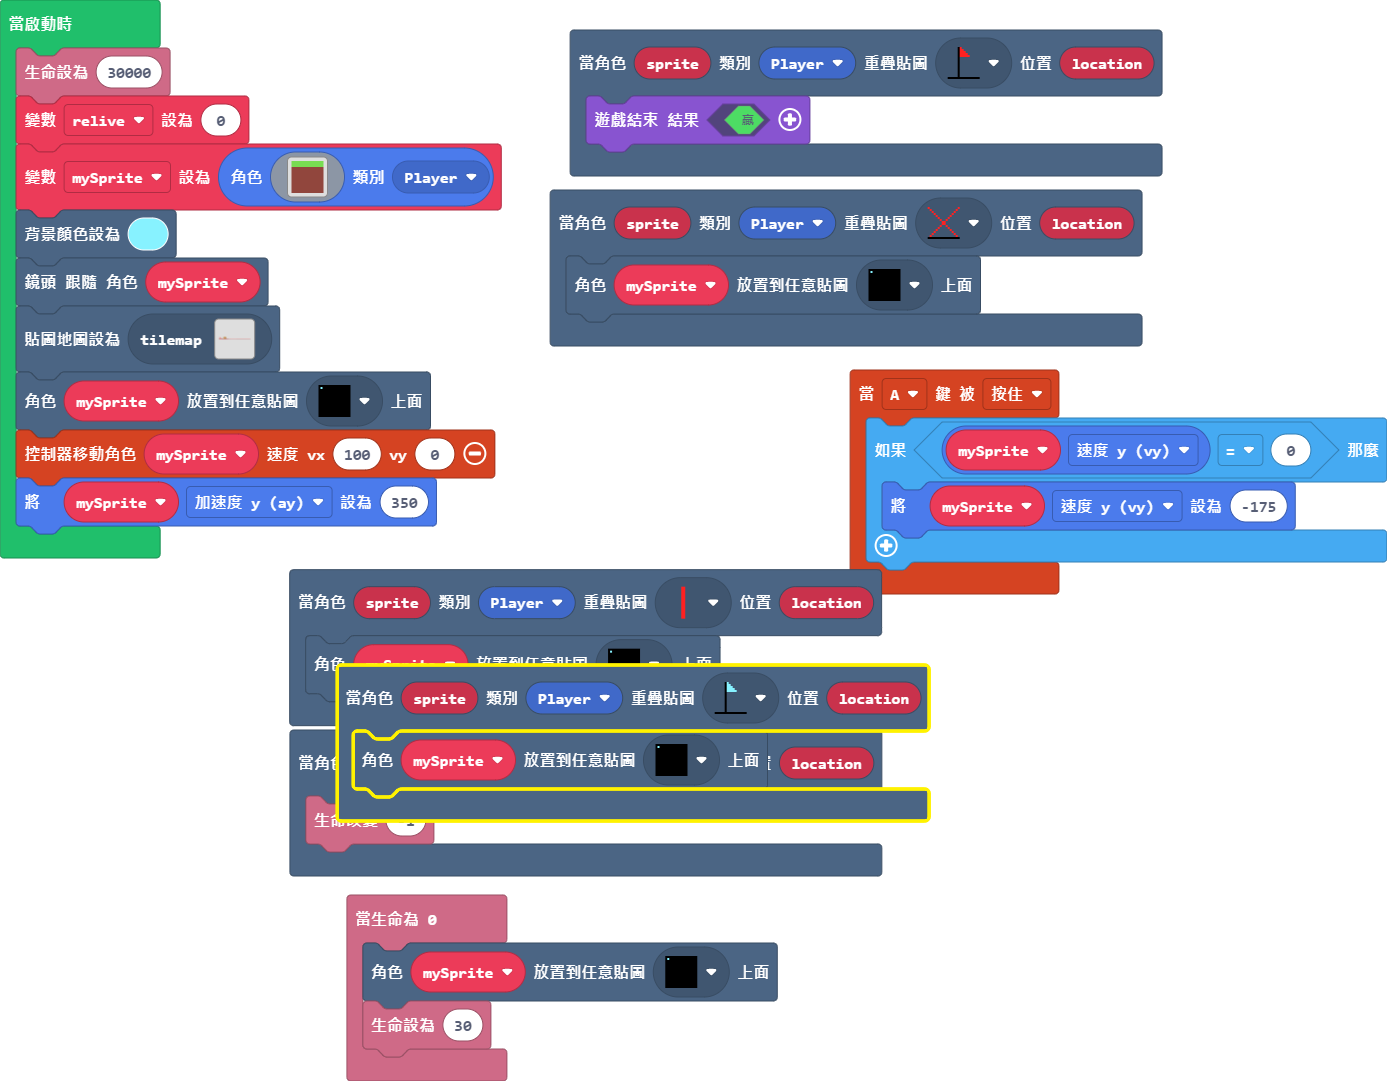 當啟動時
生命設為 30000
變數 relive 設為 0
變數 mySprite 設為 角色 類別 Player
背景顏色設為
鏡頭 跟隨 角色 mySprite
貼圖地圖設為 tilemap
角色 mySprite 放置到任意貼圖 上面
控制器移動角色 mySprite 速度 vx 100 vy 0
將 mySprite 加速度 y (ay) 設為 350
當角色 sprite 類別 Player 重疊貼圖 位置 location
遊戲結束 結果 贏
當角色 sprite 類別 Player 重疊貼圖 位置 location
角色 mySprite 放置到任意貼圖 上面
當 A 鍵 被 按住
如果 mySprite 速度 y (vy) = 0 那麼
將 mySprite 速度 y (vy) 設為 -175
當角色 sprite 類別 Player 重疊貼圖 位置 location
角色 mySprite 放置到任意貼圖 上面
當角色 sprite 類別 Player 重疊貼圖 位置 location
角色 mySprite 放置到任意貼圖 上面
當角 location
生命改變
當生命為 0
角色 mySprite 放置到任意貼圖 上面
生命設為 30